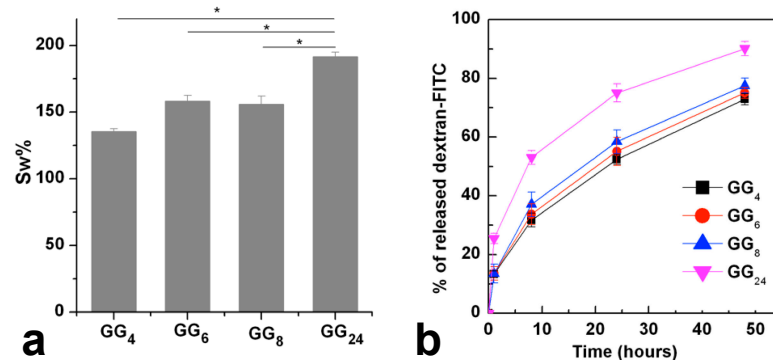 * * *
Sw%
200
150
100
50
0
GG₄ GG₆ GG₈ GG₂₄
a
% of released dextran-FITC
100
80
60
40
20
0
GG₄
GG₆
GG₈
GG₂₄
0 10 20 30 40 50
Time (hours)
b